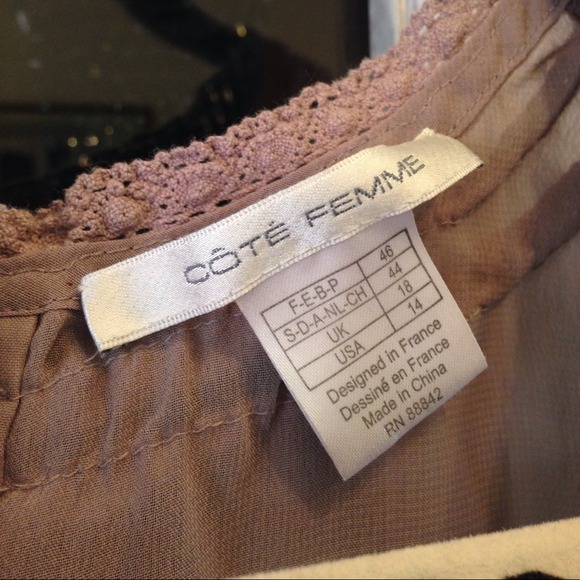 CÔTÉ FEMME
F-E-B-P 46
S-D-A-NL-CH 44
UK 18
USA 14
Designed in France
Dessiné en France
Made in China
RN 88842